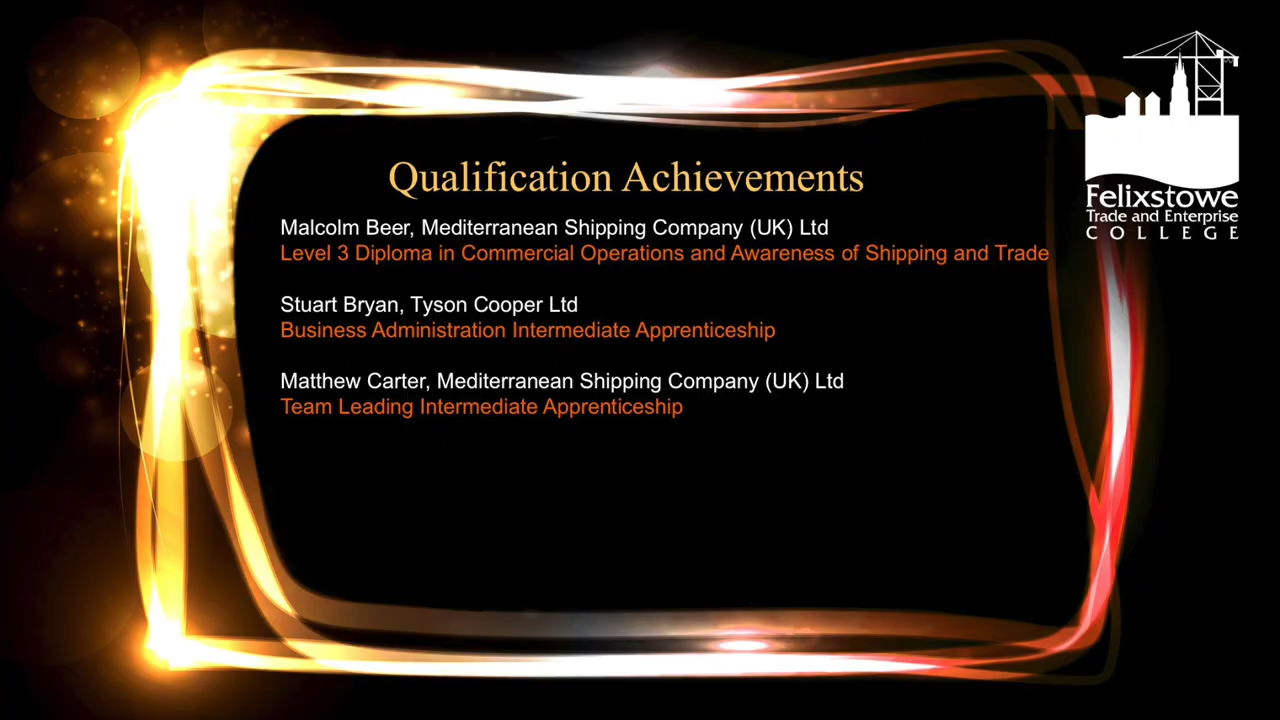 Qualification Achievements
Malcolm Beer, Mediterranean Shipping Company (UK) Ltd
Level 3 Diploma in Commercial Operations and Awareness of Shipping and Trade
Stuart Bryan, Tyson Cooper Ltd
Business Administration Intermediate Apprenticeship
Matthew Carter, Mediterranean Shipping Company (UK) Ltd
Team Leading Intermediate Apprenticeship
Felixstowe
Trade and Enterprise
COLLEGE